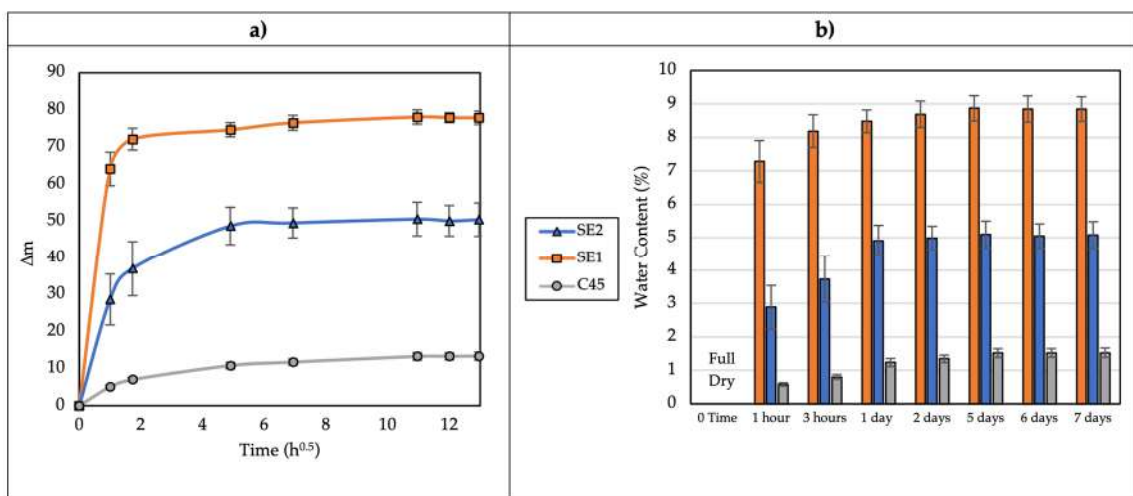 a)
b)
90
80
70
60
50
40
30
20
10
0
Δm
0 2 4 6 8 10 12
Time (h0.5)
SE2
SE1
C45
10
9
8
7
6
5
4
3
2
1
0
Water Content (%)
Full
Dry
0 Time 1 hour 3 hours 1 day 2 days 5 days 6 days 7 days